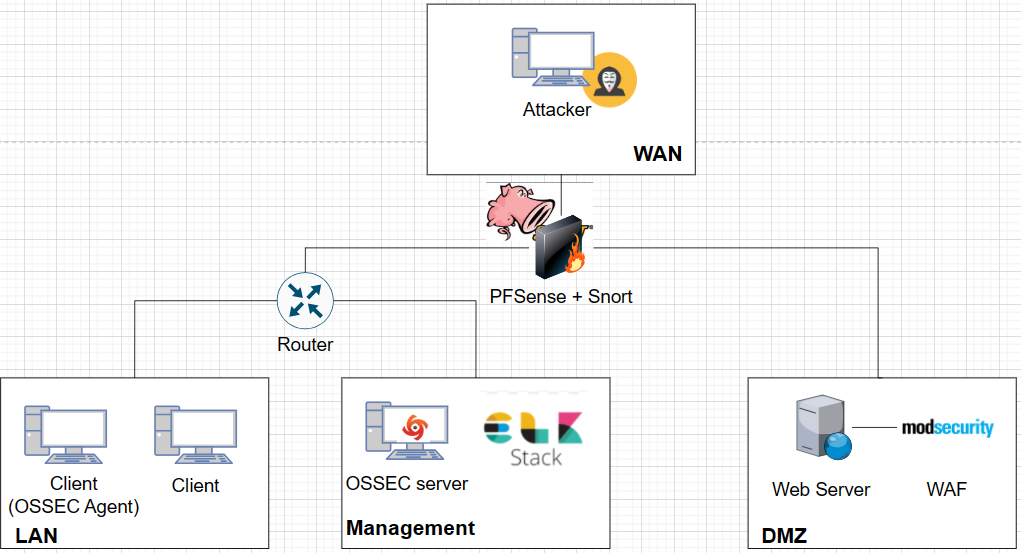 Attacker
WAN
PFSense + Snort
Router
Client
(OSSEC Agent)
Client
LAN
OSSEC server
elk
Stack
Management
Web Server
modsecurity
WAF
DMZ